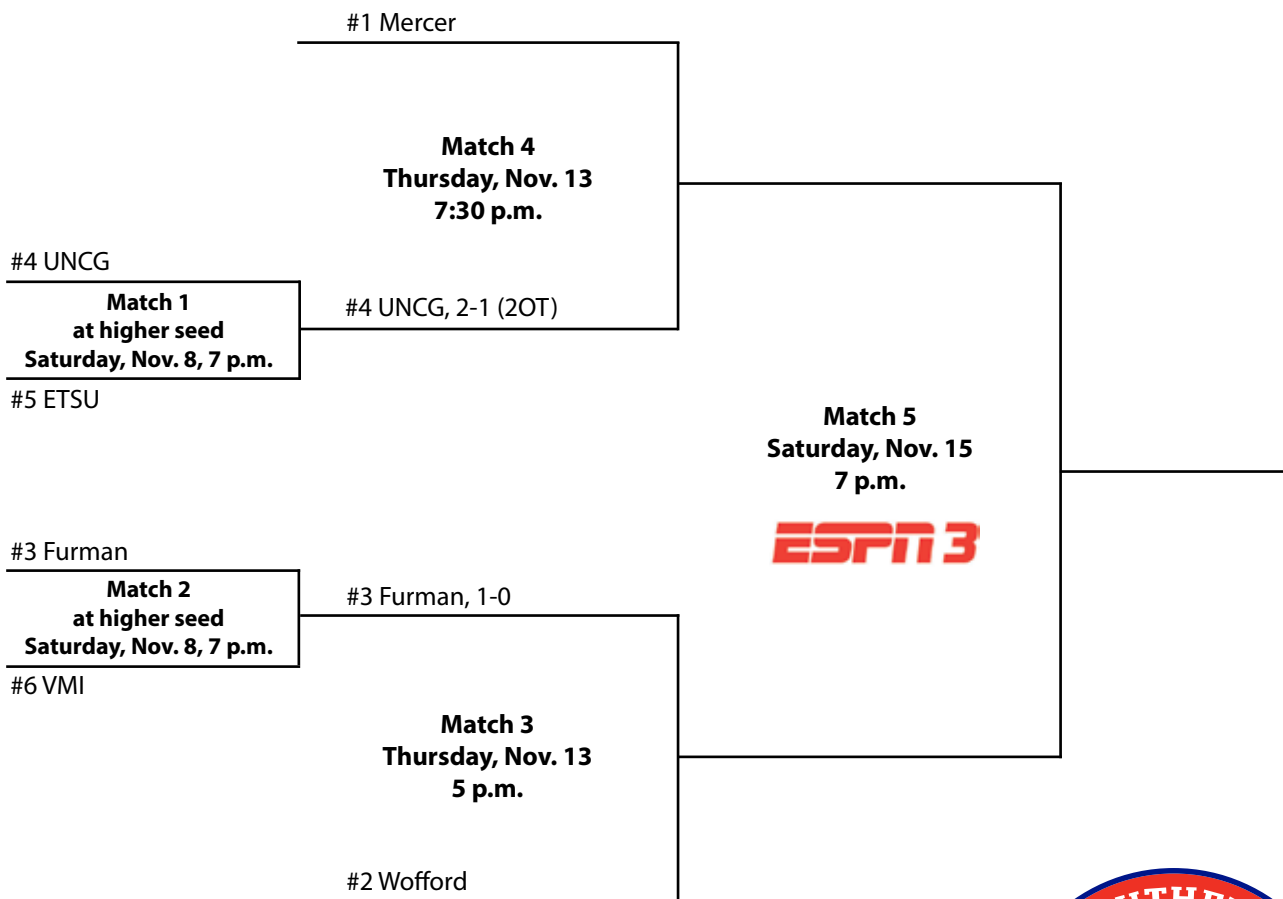 #1 Mercer
Match 4
Thursday, Nov. 13
7:30 p.m.
#4 UNCG
Match 1
at higher seed
Saturday, Nov. 8, 7 p.m.
#5 ETSU
#4 UNCG, 2-1 (2OT)
Match 5
Saturday, Nov. 15
7 p.m.
ESPN 3
#3 Furman
Match 2
at higher seed
Saturday, Nov. 8, 7 p.m.
#6 VMI
#3 Furman, 1-0
Match 3
Thursday, Nov. 13
5 p.m.
#2 Wofford